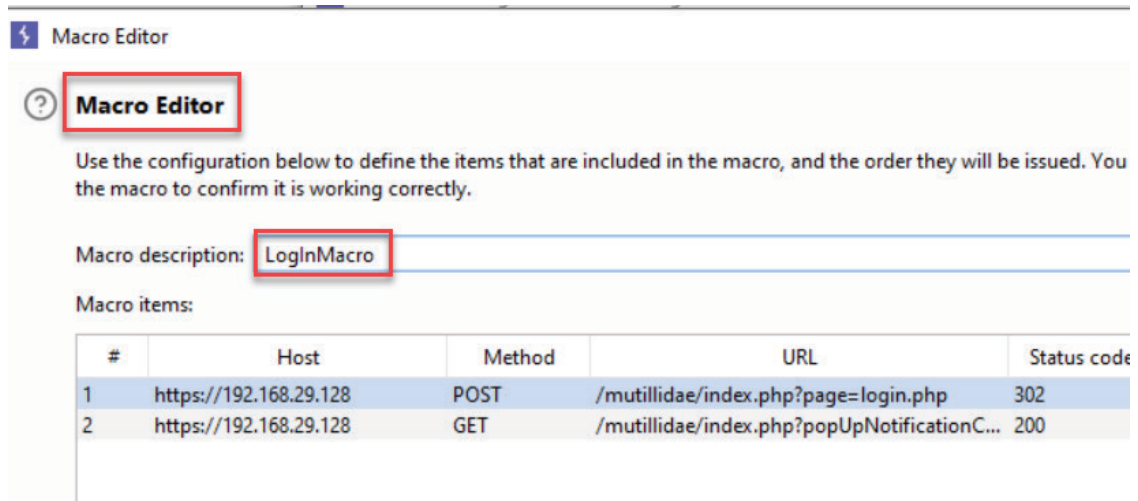 Macro Editor
Macro Editor
Use the configuration below to define the items that are included in the macro, and the order they will be issued. You
the macro to confirm it is working correctly.
Macro description: LogInMacro
Macro items:
# Host Method URL Status code
1 https://192.168.29.128 POST /mutillidae/index.php?page=login.php 302
2 https://192.168.29.128 GET /mutillidae/index.php?popUpNotificationC... 200